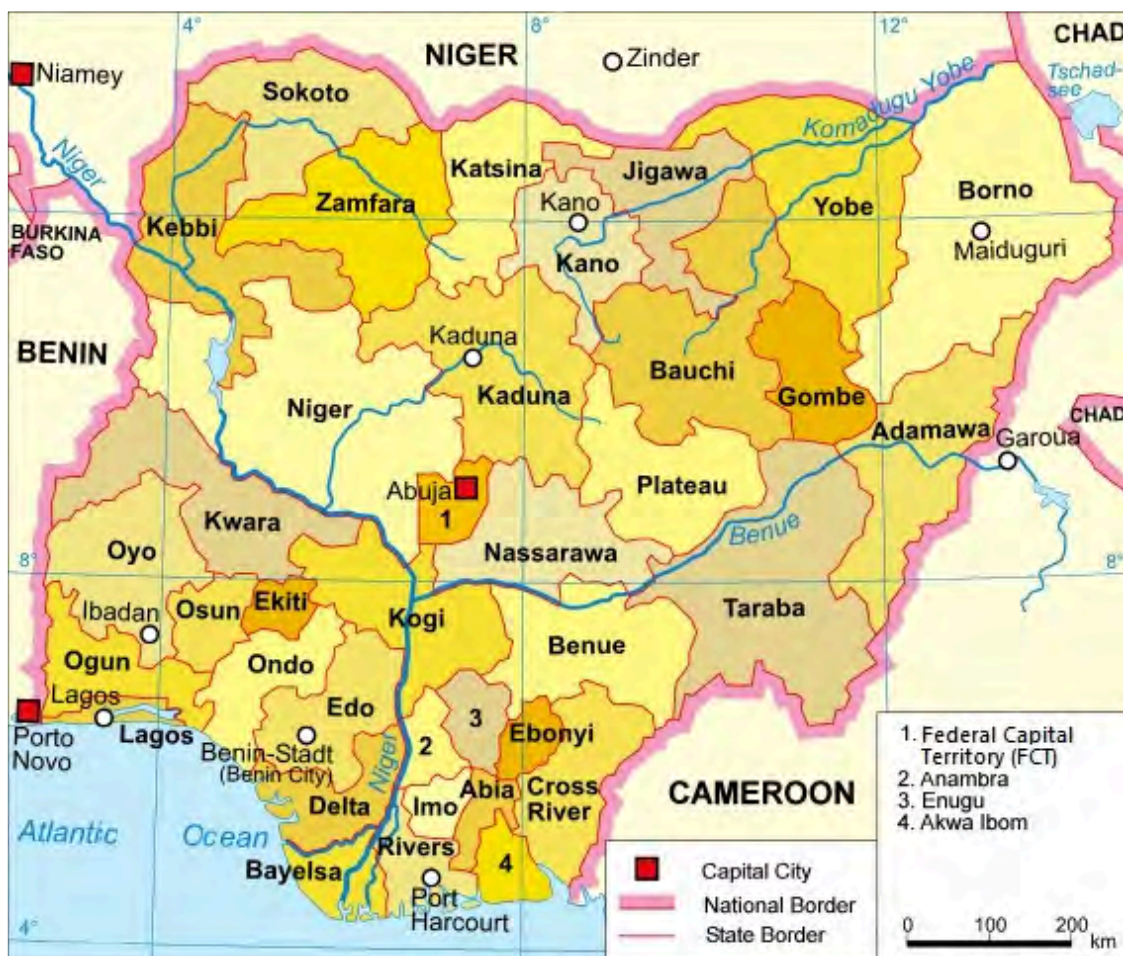 4°
8°
12°
CHAD
NIGER
Zinder
Niamey
Tschad-
see
Sokoto
Komadugu Yobe
Niger
Katsina
Jigawa
Borno
Zamfara
Kano
Yobe
Kebbi
BURKINA
FASO
Maiduguri
Kano
Kaduna
BENIN
Bauchi
Kaduna
Gombe
Niger
CHAD
Adamawa
Garoua
Plateau
Abuja
1
Kwara
Benue
Nassarawa
Oyo
8°
8°
Taraba
Ibadan
Osun
Ekiti
Kogi
Benue
Ogun
Ondo
Lagos
Edo
3
Ebonyi
Porto
Novo
Lagos
2
Benin-Stadt
(Benin City)
Niger
Abia
Cross
River
CAMEROON
Delta
Imo
Atlantic
Ocean
Rivers
4
Bayelsa
Port
Harcourt
4°
1. Federal Capital
Territory (FCT)
2. Anambra
3. Enugu
4. Akwa Ibom
Capital City
National Border
State Border
0 100 200
km